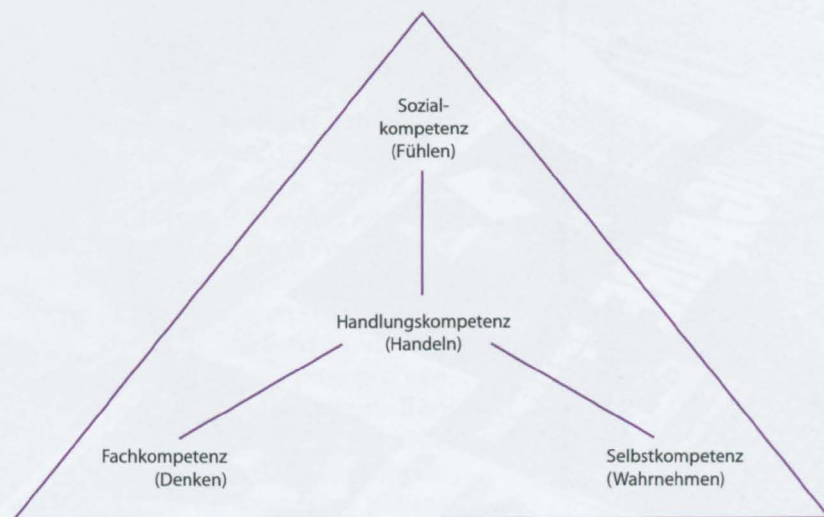 Sozial-
kompetenz
(Fühlen)
Handlungskompetenz
(Handeln)
Fachkompetenz
(Denken)
Selbstkompetenz
(Wahrnehmen)